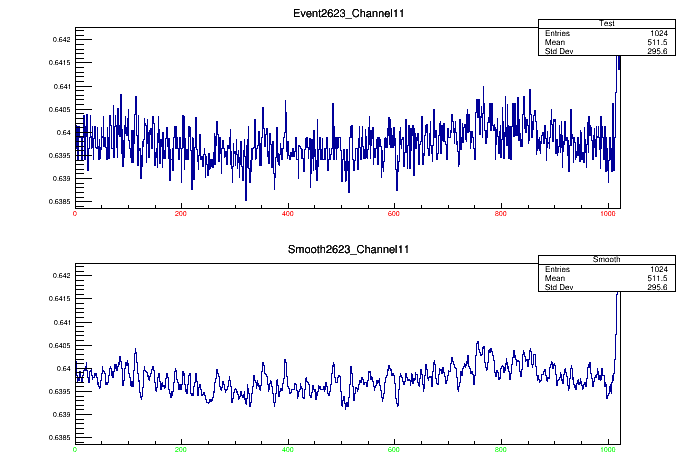 Event2623_Channel11
Test
Entries 1024
Mean 511.5
Std Dev 295.6
0.642
0.6415
0.641
0.6405
0.64
0.6395
0.639
0.6385
0 200 400 600 800 1000
Smooth2623_Channel11
Smooth
Entries 1024
Mean 511.5
Std Dev 295.6
0.642
0.6415
0.641
0.6405
0.64
0.6395
0.639
0.6385
0 200 400 600 800 1000